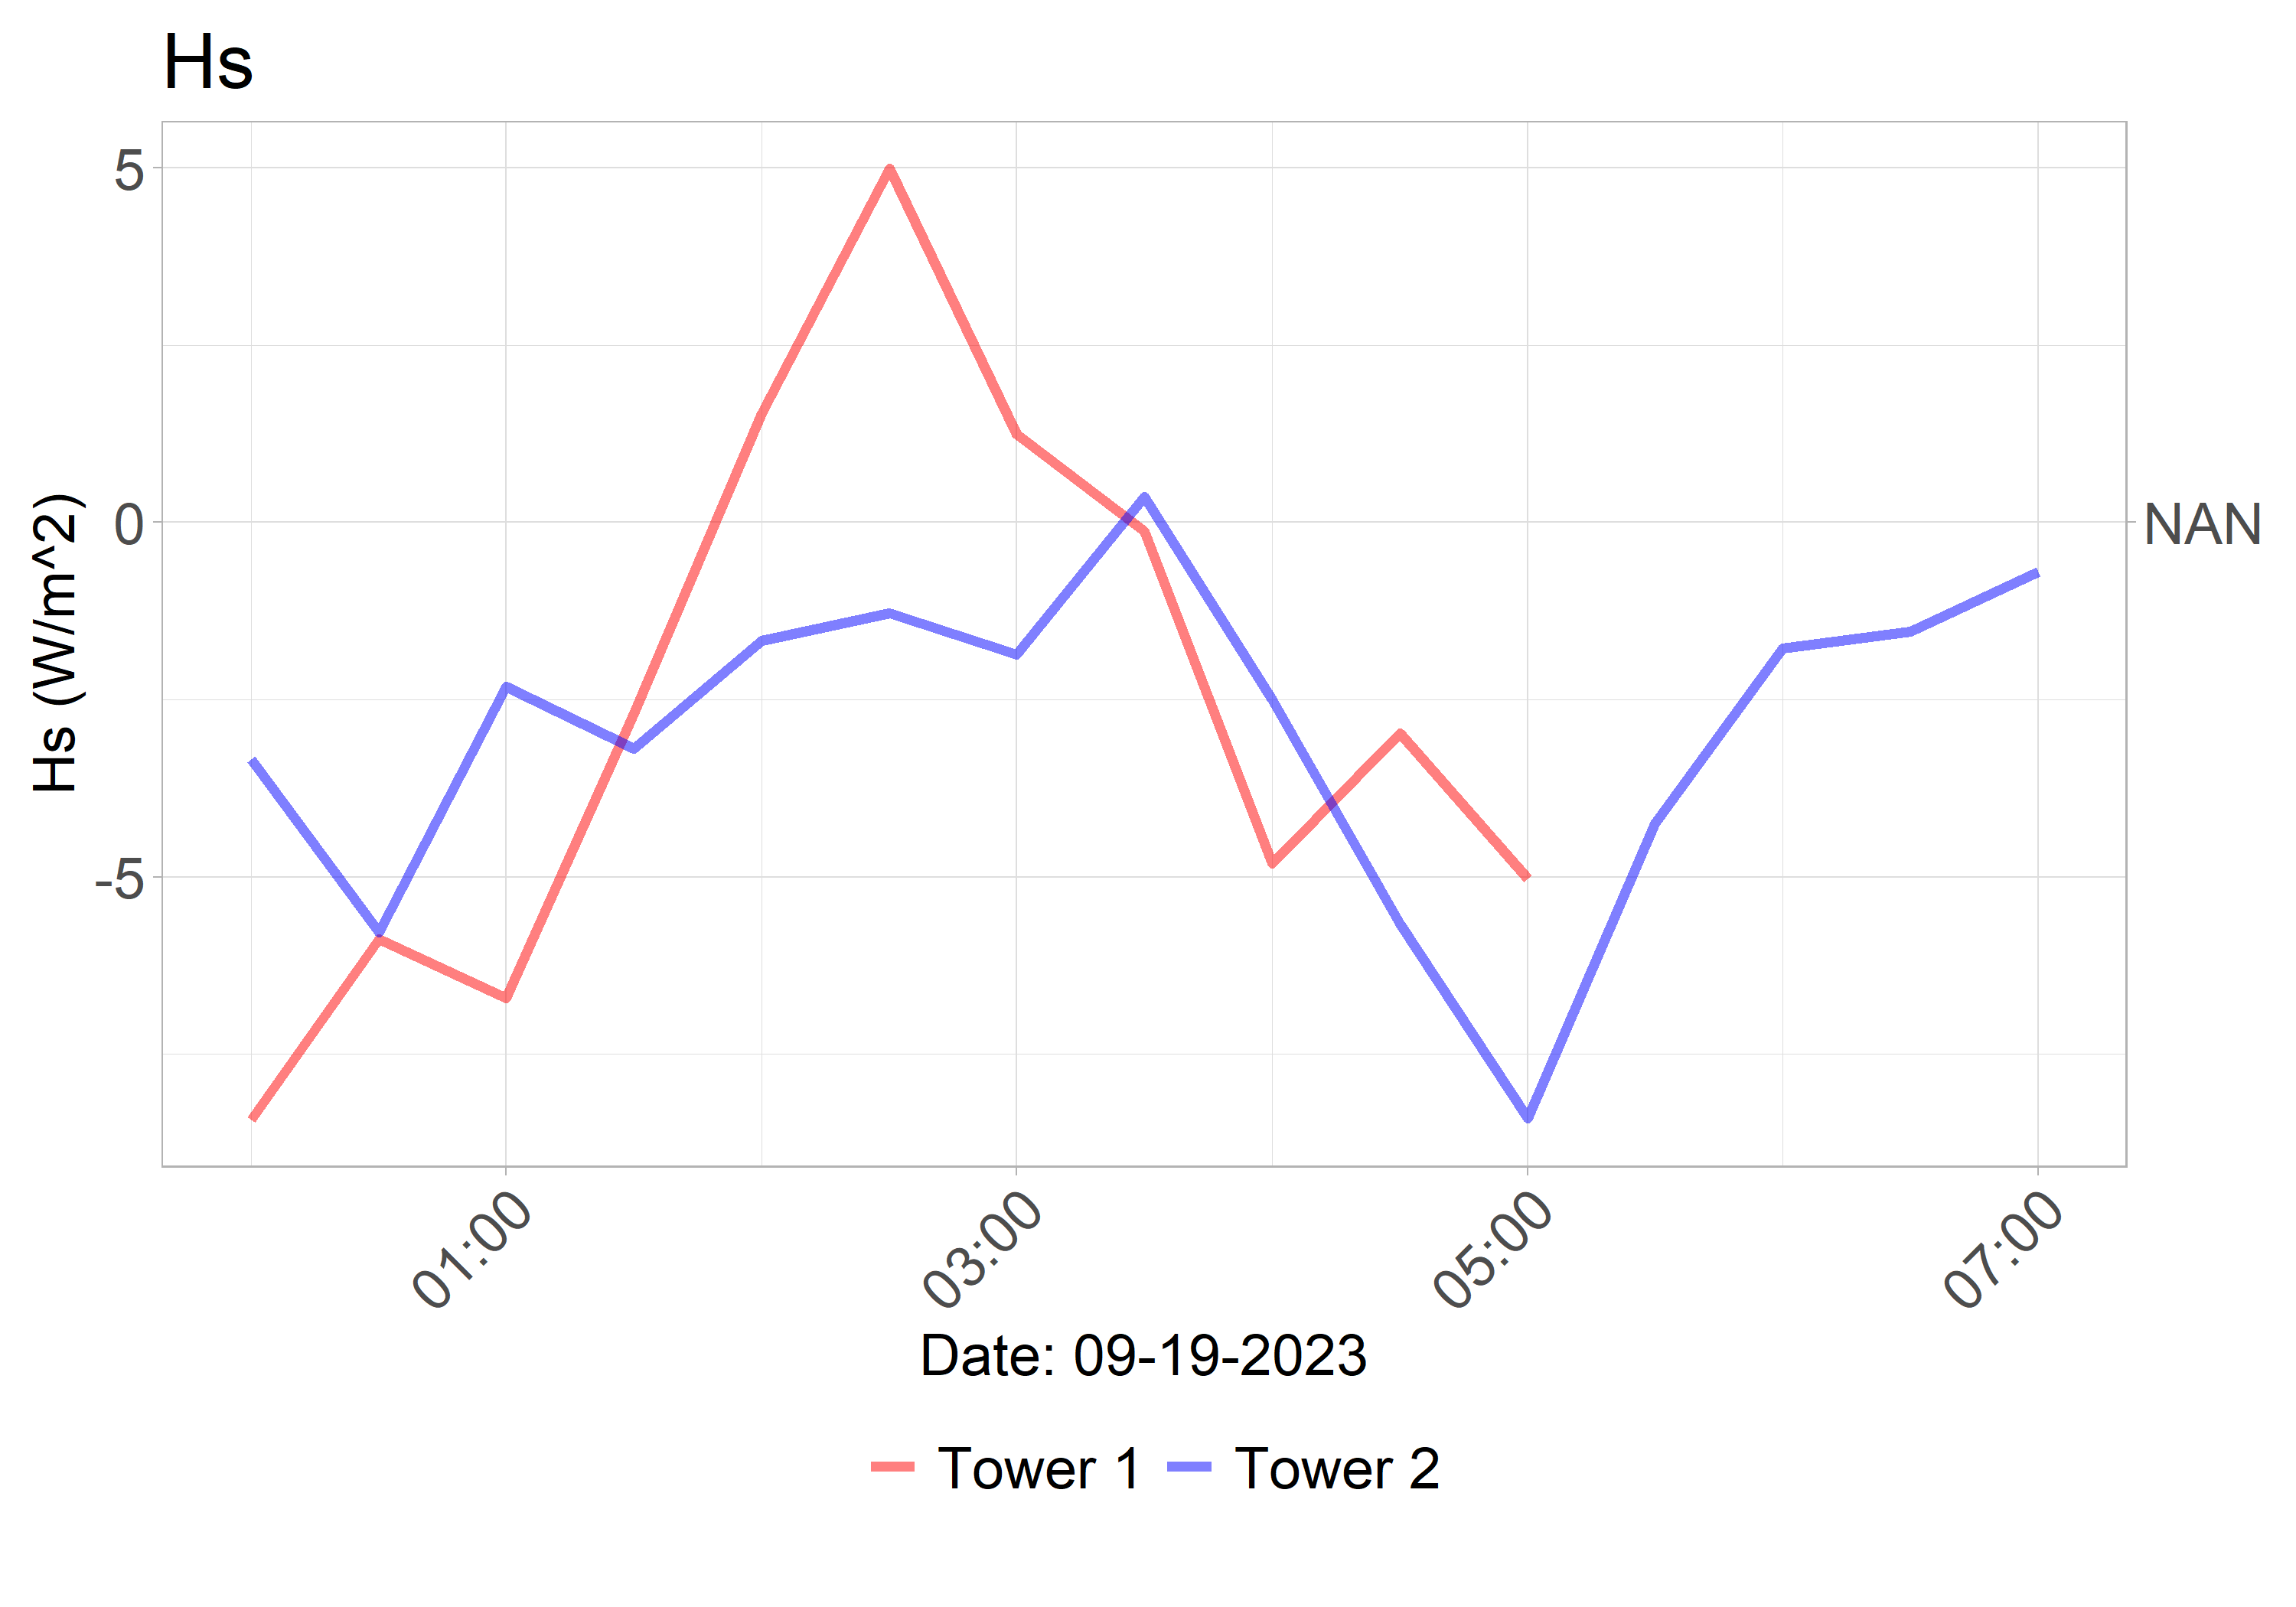 Hs
Hs (W/m^2)
5
0
-5
NAN
01:00
03:00
05:00
07:00
Date: 09-19-2023
Tower 1
Tower 2